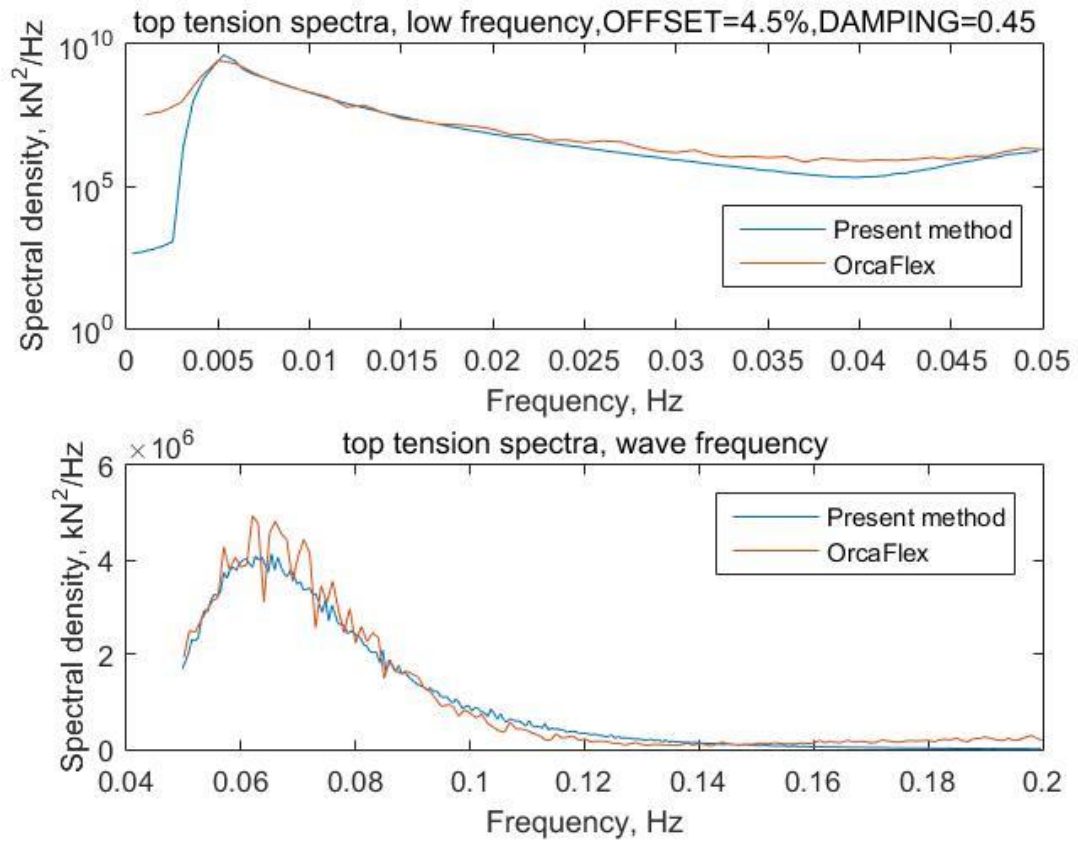 top tension spectra, low frequency,OFFSET=4.5%,DAMPING=0.45
Spectral density, kN^2/Hz
10^10
10^5
10^0
Present method
OrcaFlex
0 0.005 0.01 0.015 0.02 0.025 0.03 0.035 0.04 0.045 0.05
Frequency, Hz
top tension spectra, wave frequency
× 10^6
Spectral density, kN^2/Hz
6
4
2
0
Present method
OrcaFlex
0.04 0.06 0.08 0.1 0.12 0.14 0.16 0.18 0.2
Frequency, Hz